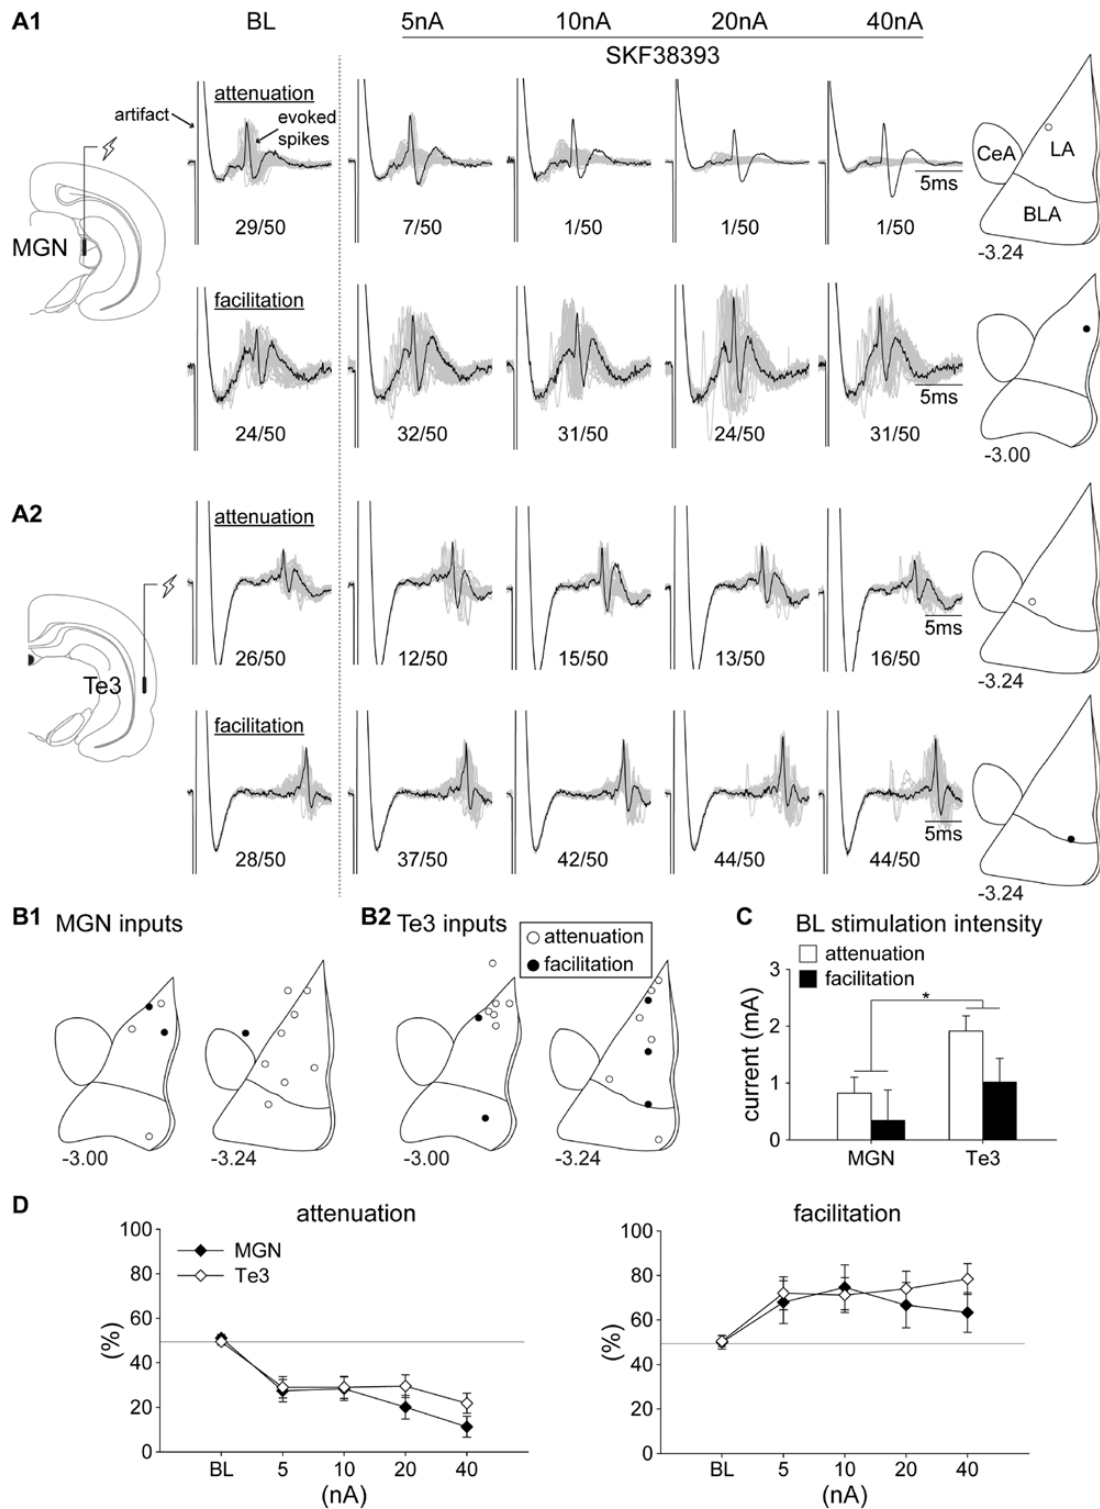 A1 BL 5nA 10nA 20nA 40nA
SKF38393
attenuation
artifact
evoked
spikes
CeA LA
5ms
BLA
MGN
29/50 7/50 1/50 1/50 1/50
-3.24
facilitation
5ms
24/50 32/50 31/50 24/50 31/50
-3.00
A2
attenuation
5ms
26/50 12/50 15/50 13/50 16/50
Te3
-3.24
facilitation
5ms
28/50 37/50 42/50 44/50 44/50
-3.24
B1 MGN inputs
-3.00 -3.24
B2 Te3 inputs
attenuation
facilitation
-3.00 -3.24
C BL stimulation intensity
attenuation
facilitation
3
*
2
1
0
current (mA)
MGN Te3
D
attenuation
100
80
60
40
20
0
(%)
MGN
Te3
BL 5 10 20 40
(nA)
facilitation
100
80
60
40
20
0
(%)
BL 5 10 20 40
(nA)